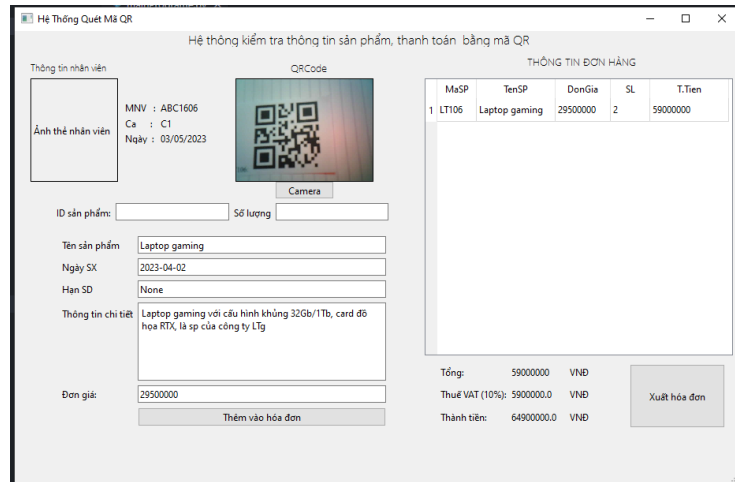 Hệ Thống Quét Mã QR
Hệ thông kiểm tra thông tin sản phẩm, thanh toán bằng mã QR
Thông tin nhân viên
QRCode
THÔNG TIN ĐƠN HÀNG
Ảnh thẻ nhân viên
MNV : ABC1606
Ca : C1
Ngày : 03/05/2023
Camera
MaSP TenSP DonGia SL T.Tien
1 LT106 Laptop gaming 29500000 2 59000000
ID sản phẩm:
Số lượng
Tên sản phẩm Laptop gaming
Ngày SX 2023-04-02
Hạn SD None
Thông tin chi tiết Laptop gaming với cấu hình khủng 32Gb/1Tb, card đồ
họa RTX, là sp của công ty LTg
Đơn giá: 29500000
Thêm vào hóa đơn
Tổng: 59000000 VNĐ
Thuế VAT (10%): 5900000.0 VNĐ
Thành tiền: 64900000.0 VNĐ
Xuất hóa đơn